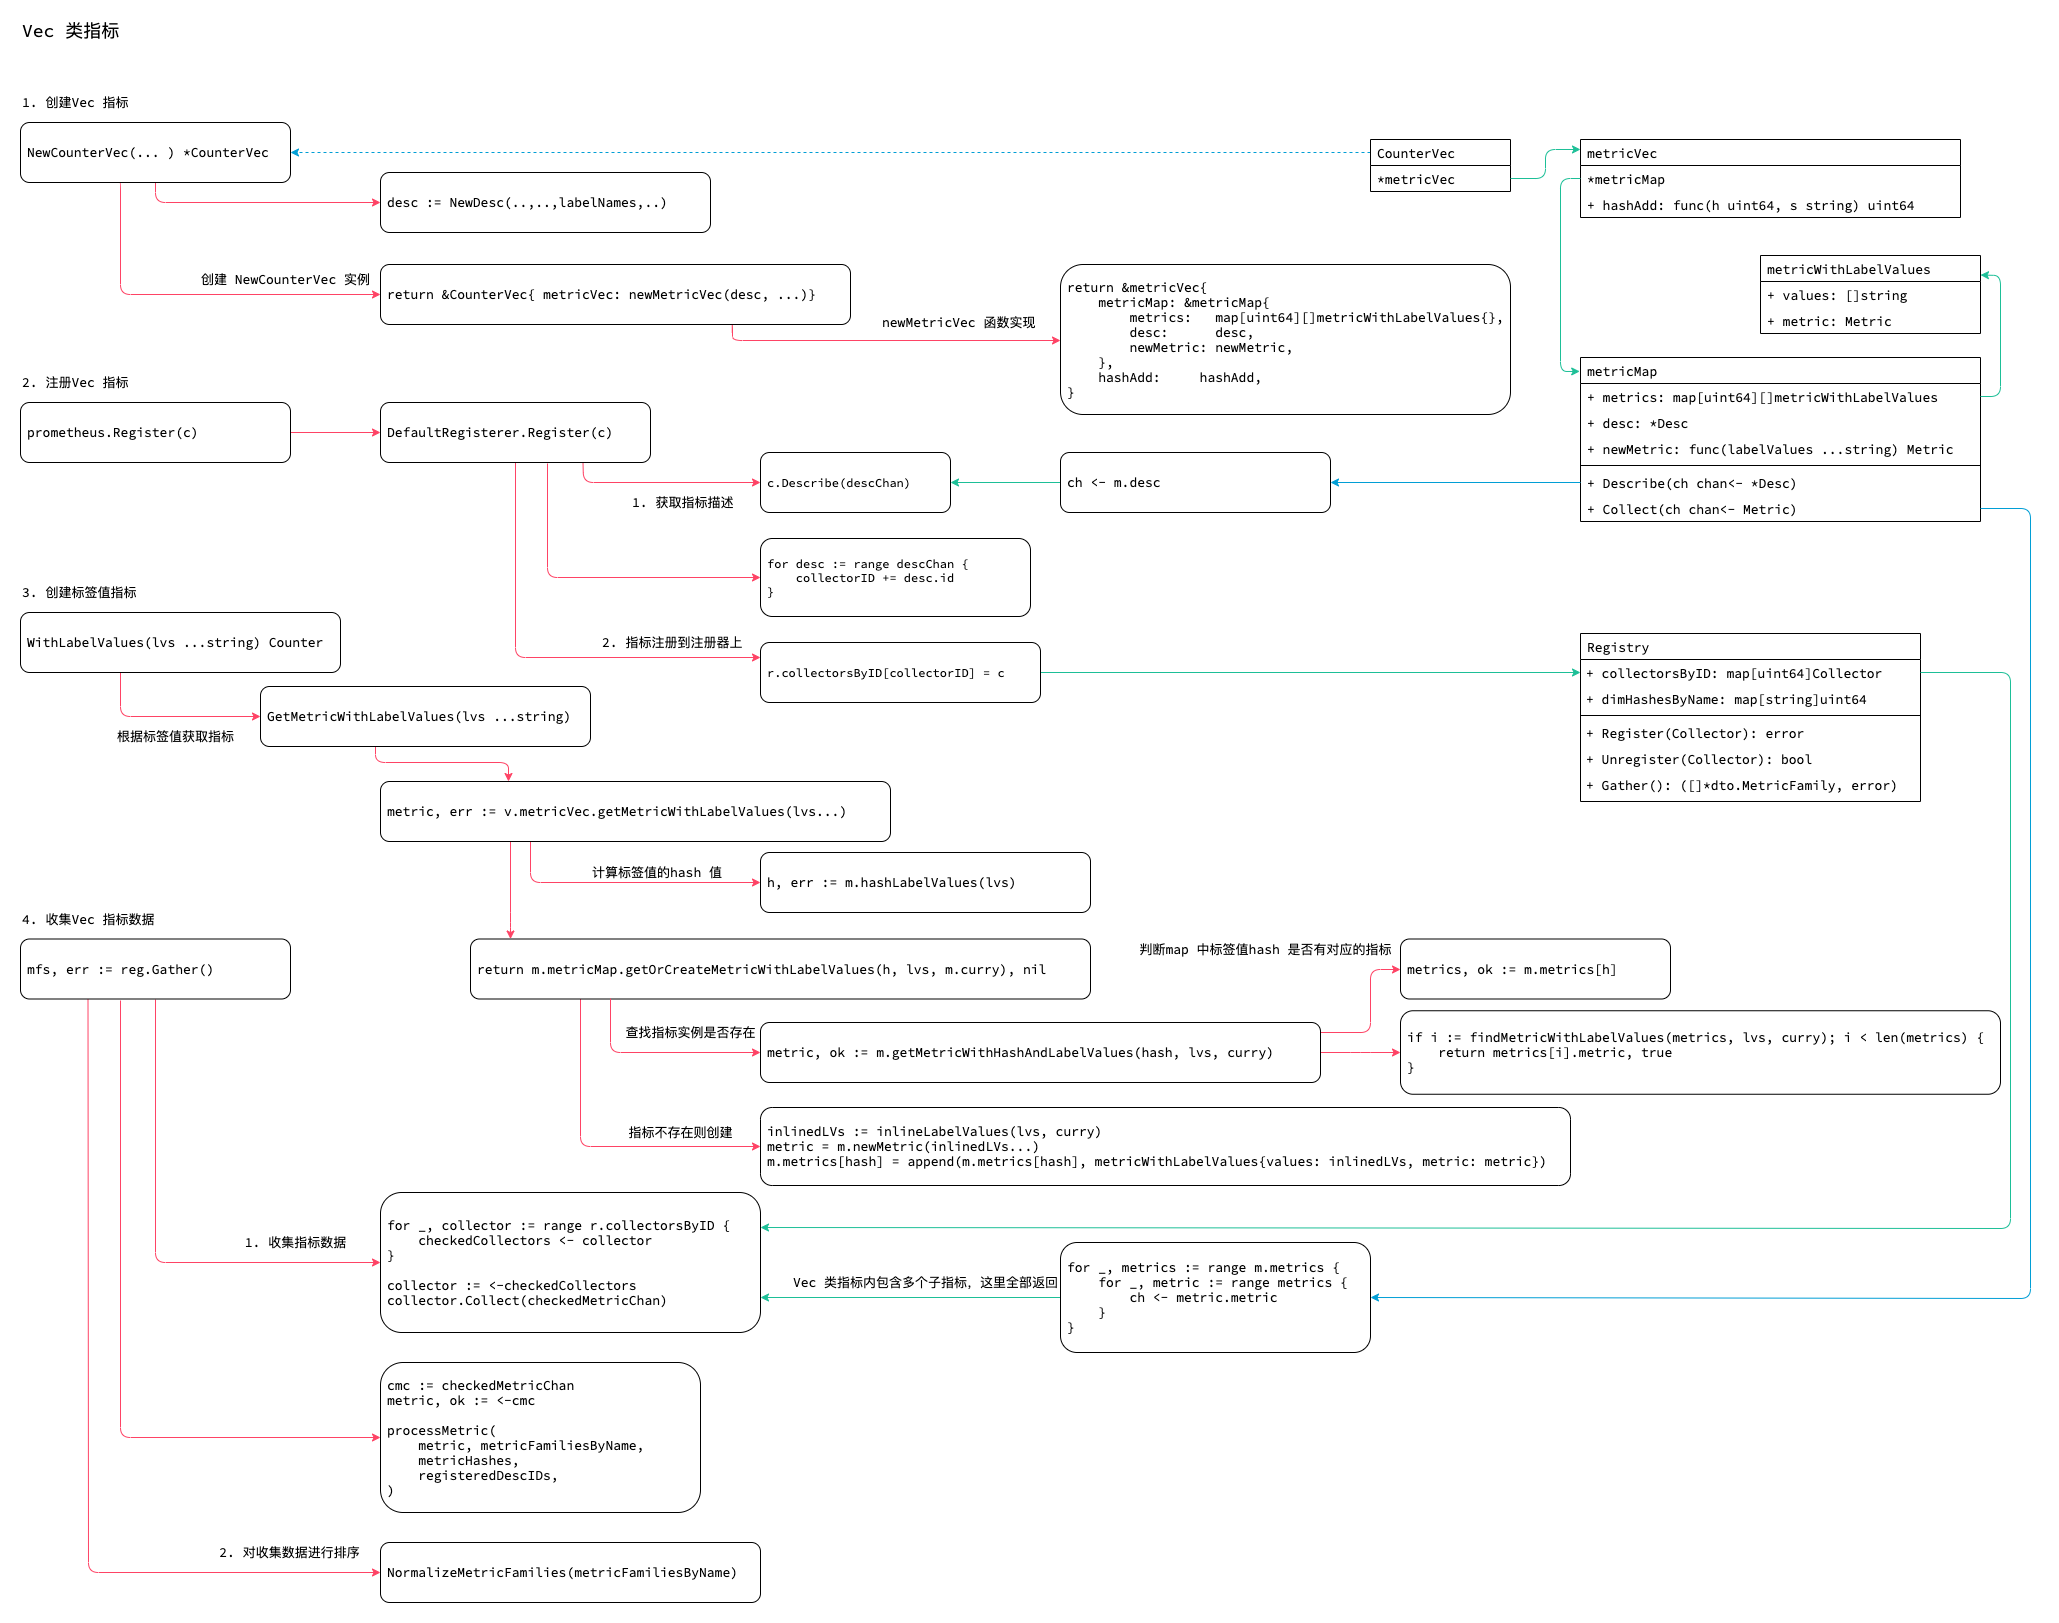 Vec 类指标
1. 创建Vec 指标
NewCounterVec(... ) *CounterVec
desc := NewDesc(..,..,labelNames,..)
创建 NewCounterVec 实例
return &CounterVec{ metricVec: newMetricVec(desc, ...)}
newMetricVec 函数实现
return &metricVec{
    metricMap: &metricMap{
        metrics:   map[uint64][]metricWithLabelValues{},
        desc:      desc,
        newMetric: newMetric,
    },
    hashAdd:     hashAdd,
}
CounterVec
*metricVec
metricVec
*metricMap
+ hashAdd: func(h uint64, s string) uint64
metricWithLabelValues
+ values: []string
+ metric: Metric
metricMap
+ metrics: map[uint64][]metricWithLabelValues
+ desc: *Desc
+ newMetric: func(labelValues ...string) Metric
+ Describe(ch chan<- *Desc)
+ Collect(ch chan<- Metric)
2. 注册Vec 指标
prometheus.Register(c)
DefaultRegisterer.Register(c)
c.Describe(descChan)
ch <- m.desc
1. 获取指标描述
for desc := range descChan {
    collectorID += desc.id
}
2. 指标注册到注册器上
r.collectorsByID[collectorID] = c
Registry
+ collectorsByID: map[uint64]Collector
+ dimHashesByName: map[string]uint64
+ Register(Collector): error
+ Unregister(Collector): bool
+ Gather(): ([]*dto.MetricFamily, error)
3. 创建标签值指标
WithLabelValues(lvs ...string) Counter
根据标签值获取指标
GetMetricWithLabelValues(lvs ...string)
metric, err := v.metricVec.getMetricWithLabelValues(lvs...)
计算标签值的hash 值
h, err := m.hashLabelValues(lvs)
return m.metricMap.getOrCreateMetricWithLabelValues(h, lvs, m.curry), nil
判断map 中标签值hash 是否有对应的指标
metrics, ok := m.metrics[h]
查找指标实例是否存在
metric, ok := m.getMetricWithHashAndLabelValues(hash, lvs, curry)
if i := findMetricWithLabelValues(metrics, lvs, curry); i < len(metrics) {
    return metrics[i].metric, true
}
指标不存在则创建
inlinedLVs := inlineLabelValues(lvs, curry)
metric = m.newMetric(inlinedLVs...)
m.metrics[hash] = append(m.metrics[hash], metricWithLabelValues{values: inlinedLVs, metric: metric})
4. 收集Vec 指标数据
mfs, err := reg.Gather()
1. 收集指标数据
for _, collector := range r.collectorsByID {
    checkedCollectors <- collector
}
collector := <-checkedCollectors
collector.Collect(checkedMetricChan)
Vec 类指标内包含多个子指标，这里全部返回
for _, metrics := range m.metrics {
    for _, metric := range metrics {
        ch <- metric.metric
    }
}
cmc := checkedMetricChan
metric, ok := <-cmc
processMetric(
    metric, metricFamiliesByName,
    metricHashes,
    registeredDescIDs,
)
2. 对收集数据进行排序
NormalizeMetricFamilies(metricFamiliesByName)